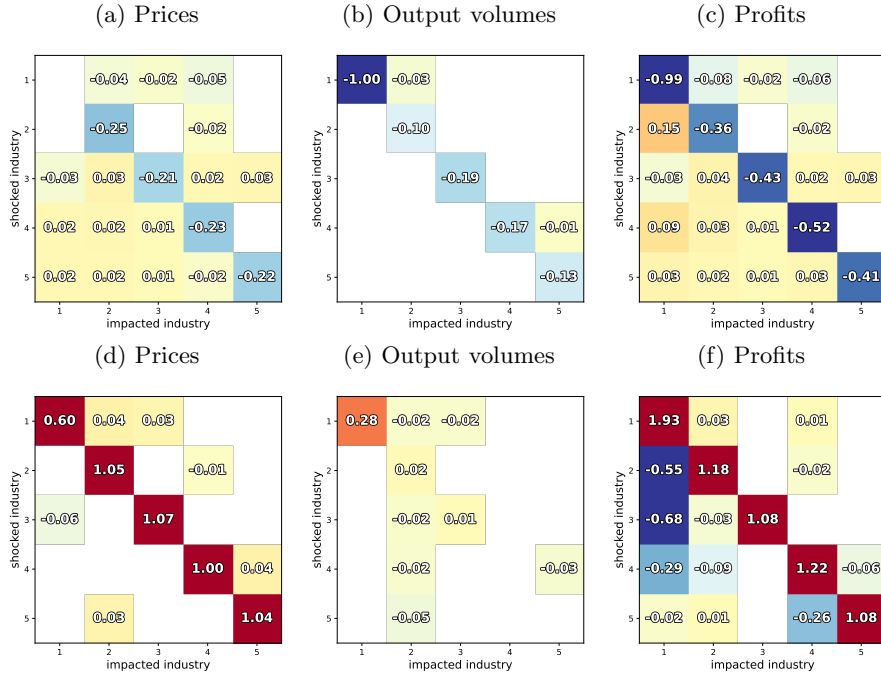 (a) Prices
(b) Output volumes
(c) Profits
shocked industry
1
2
3
4
5
-0.04 -0.02 -0.05
-0.25 -0.02
-0.03 0.03 -0.21 0.02 0.03
0.02 0.02 0.01 -0.23
0.02 0.02 0.01 -0.02 -0.22
1 2 3 4 5
impacted industry
shocked industry
1
2
3
4
5
-1.00 -0.03
-0.10
-0.19
-0.17 -0.01
-0.13
1 2 3 4 5
impacted industry
shocked industry
1
2
3
4
5
-0.99 -0.08 -0.02 -0.06
0.15 -0.36 -0.02
-0.03 0.04 -0.43 0.02 0.03
0.09 0.03 0.01 -0.52
0.03 0.02 0.01 0.03 -0.41
1 2 3 4 5
impacted industry
(d) Prices
(e) Output volumes
(f) Profits
shocked industry
1
2
3
4
5
0.60 0.04 0.03
1.05 -0.01
-0.06 1.07
1.00 0.04
0.03 1.04
1 2 3 4 5
impacted industry
shocked industry
1
2
3
4
5
0.28 -0.02 -0.02
0.02
-0.02 0.01
-0.02 -0.03
-0.05
1 2 3 4 5
impacted industry
shocked industry
1
2
3
4
5
1.93 0.03 0.01
-0.55 1.18 -0.02
-0.68 -0.03 1.08
-0.29 -0.09 1.22 -0.06
-0.02 0.01 -0.26 1.08
1 2 3 4 5
impacted industry